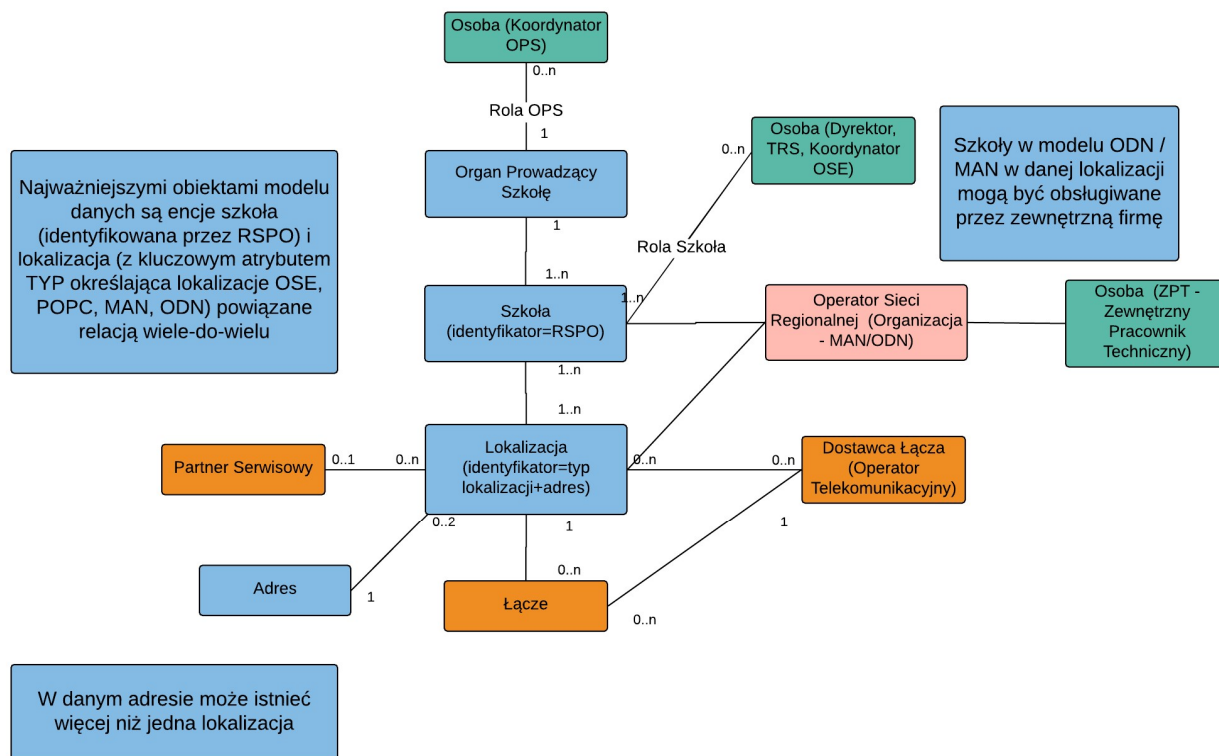 Osoba (Koordynator
OPS)
0..n
Rola OPS
1
Organ Prowadzący
Szkołę
1
Osoba (Dyrektor,
TRS, Koordynator
OSE)
0..n
Rola Szkoła
Szkoły w modelu ODN /
MAN w danej lokalizacji
mogą być obsługiwane
przez zewnętrzną firmę
Najważniejszymi obiektami modelu
danych są encje szkoła
(identyfikowana przez RSPO) i
lokalizacja (z kluczowym atrybutem
TYP określająca lokalizacje OSE,
POPC, MAN, ODN) powiązane
relacją wiele-do-wielu
1..n
Szkoła
(identyfikator=RSPO)
1..n
1..n
Operator Sieci
Regionalnej (Organizacja
- MAN/ODN)
Osoba (ZPT -
Zewnętrzny
Pracownik
Techniczny)
1..n
Lokalizacja
(identyfikator=typ
lokalizacji+adres)
Partner Serwisowy
0..1
0..n
0..n
0..n
Dostawca Łącza
(Operator
Telekomunikacyjny)
0..2
1
1
Adres
1
0..n
Łącze
0..n
W danym adresie może istnieć
więcej niż jedna lokalizacja